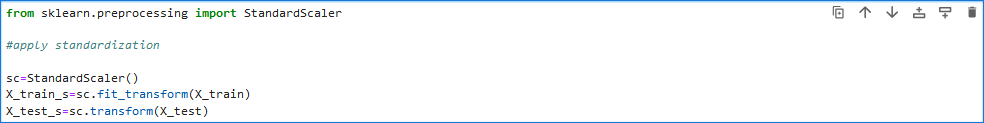 from sklearn.preprocessing import StandardScaler
#apply standardization
sc=StandardScaler()
X_train_s=sc.fit_transform(X_train)
X_test_s=sc.transform(X_test)